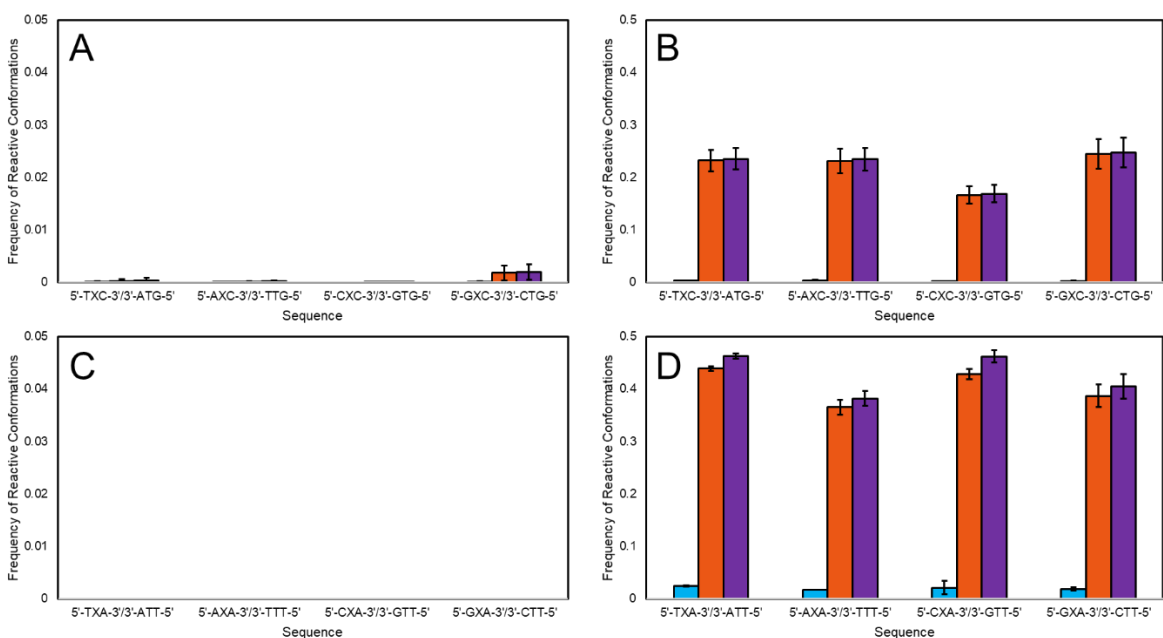 A
Frequency of Reactive Conformations
0.05
0.04
0.03
0.02
0.01
0
5'-TXC-3'/3'-ATG-5' 5'-AXC-3'/3'-TTG-5' 5'-CXC-3'/3'-GTG-5' 5'-GXC-3'/3'-CTG-5'
Sequence
B
Frequency of Reactive Conformations
0.5
0.4
0.3
0.2
0.1
0
5'-TXC-3'/3'-ATG-5' 5'-AXC-3'/3'-TTG-5' 5'-CXC-3'/3'-GTG-5' 5'-GXC-3'/3'-CTG-5'
Sequence
C
Frequency of Reactive Conformations
0.05
0.04
0.03
0.02
0.01
0
5'-TXA-3'/3'-ATT-5' 5'-AXA-3'/3'-TTT-5' 5'-CXA-3'/3'-GTT-5' 5'-GXA-3'/3'-CTT-5'
Sequence
D
Frequency of Reactive Conformations
0.5
0.4
0.3
0.2
0.1
0
5'-TXA-3'/3'-ATT-5' 5'-AXA-3'/3'-TTT-5' 5'-CXA-3'/3'-GTT-5' 5'-GXA-3'/3'-CTT-5'
Sequence